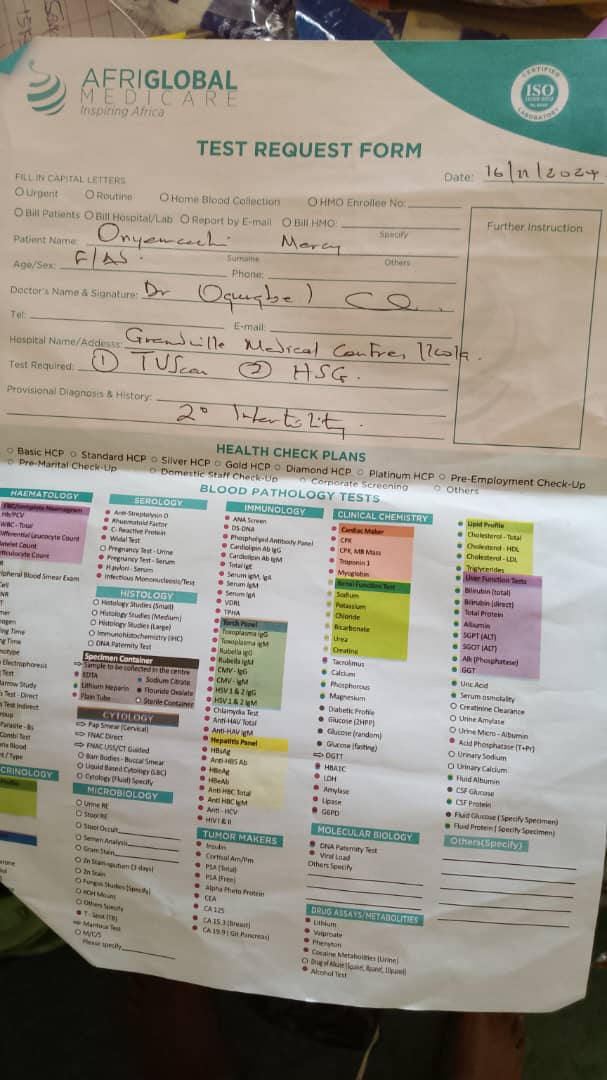 AFRIGLOBAL
MEDICARE
Inspiring Africa
CERTIFIED
ISO
LABORATORY
TEST REQUEST FORM
FILL IN CAPITAL LETTERS
Date: 16/11/2024
Urgent Routine Home Blood Collection HMO Enrollee No:
Bill Patients Bill Hospital/Lab Report by E-mail Bill HMO:
Specify
Further Instruction
Patient Name: Mercy
Surname Others
Age/Sex: F/A5.
Phone:
Doctor's Name & Signature: Dr
Tel: E-mail:
Hospital Name/Addesss: Grandville Medical
Test Required: ① TUScan ② HSG.
Provisional Diagnosis & History:
2° Infertility.
HEALTH CHECK PLANS
Basic HCP Standard HCP Silver HCP Gold HCP Diamond HCP Platinum HCP Pre-Employment Check-Up
Pre-Marital Check-Up Domestic Staff Check-Up Corporate Screening Others
BLOOD PATHOLOGY TESTS
HAEMATOLOGY
Hb/PCV
WBC - Total
Differential Leucocyte Count
SEROLOGY
Anti-Streptolysin O
Rhuematoid Factor
C- Reactive Protein
Widal Test
Pregnancy Test - Urine
Pregnancy Test - Serum
H.pylori - Serum
Infectious Mononucleosis/Test
HISTOLOGY
Histology Studies (Small)
Histology Studies (Medium)
Histology Studies (Large)
Immunohistochemistry (IHC)
DNA Paternity Test
Specimen Container
Sample to be collected in the centre
EDTA Sodium Citrate
Lithium Heparin Flouride Oxalate
Plain Tube Sterile Container
CYTOLOGY
Pap Smear (Cervical)
FNAC Direct
FNAC USS/CT Guided
Barr Bodies - Buccal Smear
Liquid Based Cytology (LBC)
Cytology (Fluid) Specify
MICROBIOLOGY
Urine RE
Stool RE
Stool Occult
Semen Analysis
Gram Stain
Zn Stain-sputum (3 days)
Zn Stain
Fungus Studies (Specify)
KOH Mount
Others Specify
T - Spot (TB)
Mantoux Test
M/C/S
Please specify
IMMUNOLOGY
ANA Screen
DS-DNA
Phospholipid Antibody Panel
Cardiolipin Ab IgG
Cardiolipin Ab IgM
Total IgE
Serum IgM, IgA
Serum IgM
Serum IgA
VDRL
TPHA
Torch Panel
Toxoplasma IgG
Toxoplasma IgM
Rubella IgG
Rubella IgM
CMV - IgG
CMV - IgM
HSV 1 & 2 IgG
HSV 1 & 2 IgM
Chlamydia Test
Anti-HAV Total
Anti-HAV IgM
Hepatitis Panel
HBsAg
Anti-HBS Ab
HBeAg
HBeAb
Anti HBC Total
Anti HBC IgM
Anti - HCV
HIV I & II
TUMOR MAKERS
Insulin
Cortisol Am/Pm
PSA (Total)
PSA (Free)
Alpha Pheto Protein
CEA
CA 125
CA 15.3 (Breast)
CA 19.9 ( Git Pancreas)
CLINICAL CHEMISTRY
Cardiac Maker
CPK
CPK, MB Mass
Troponin 1
Myoglobin
Renal Function Test
Sodium
Potassium
Chloride
Bicarbonate
Urea
Creatine
Tacrolimus
Calcium
Phosphorous
Magnesium
Diabetic Profile
Glucose (2HPP)
Glucose (random)
Glucose (fasting)
OGTT
HBAIC
LDH
Amylase
Lipase
G6PD
MOLECULAR BIOLOGY
DNA Paternity Test
Viral Load
Others Specify
DRUG ASSAYS/METABOLITIES
Lithium
Valproate
Phenyton
Cocaine Metabolities (Urine)
Alcohol Test
Lipid Profile
Cholesterol - Total
Cholesterol - HDL
Cholesterol - LDL
Triglycerides
Liver Function Tests
Bilirubin (total)
Bilirubin (direct)
Total Protein
Albumin
SGPT (ALT)
SGOT (ALT)
Alk (Phosphatase)
GGT
Uric Acid
Serum osmolality
Creatinine Clearance
Urine Amylase
Urine Micro - Albumin
Acid Phosphatase (T+Pr)
Urinary Sodium
Urinary Calcium
Fluid Albumin
CSF Glucose
CSF Protein
Fluid Glucose ( Specify Specimen)
Fluid Protein ( Specify Specimen)
Others(Specify)